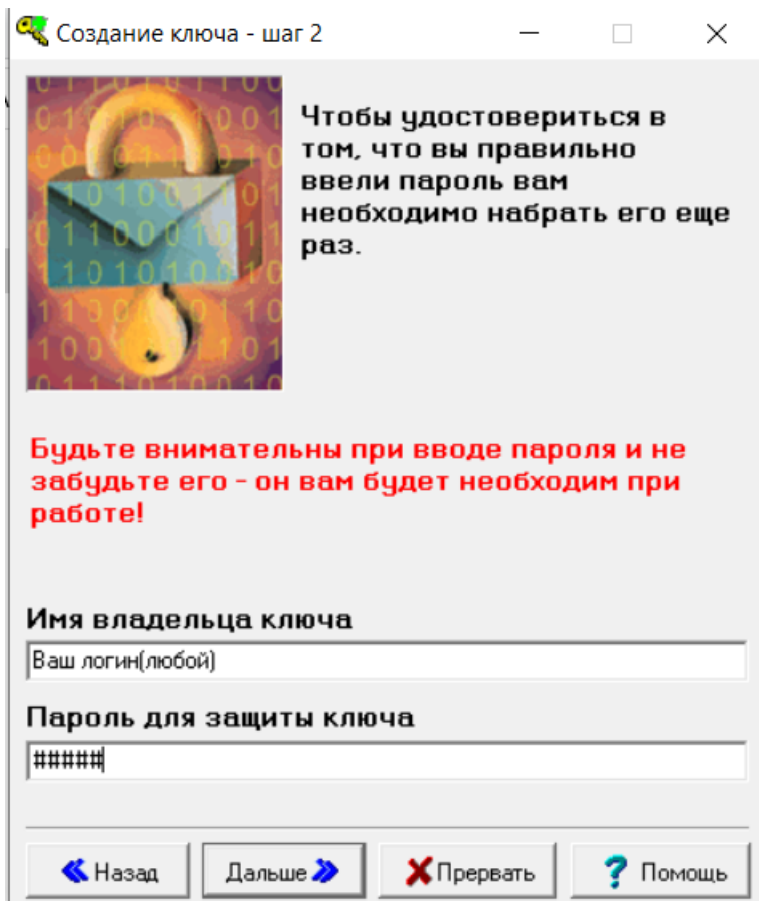 Создание ключа - шаг 2
Чтобы удостовериться в
том, что вы правильно
ввели пароль вам
необходимо набрать его еще
раз.
Будьте внимательны при вводе пароля и не
забудьте его - он вам будет необходим при
работе!
Имя владельца ключа
Ваш логин(любой)
Пароль для защиты ключа
#####
Назад
Дальше
Прервать
? Помощь